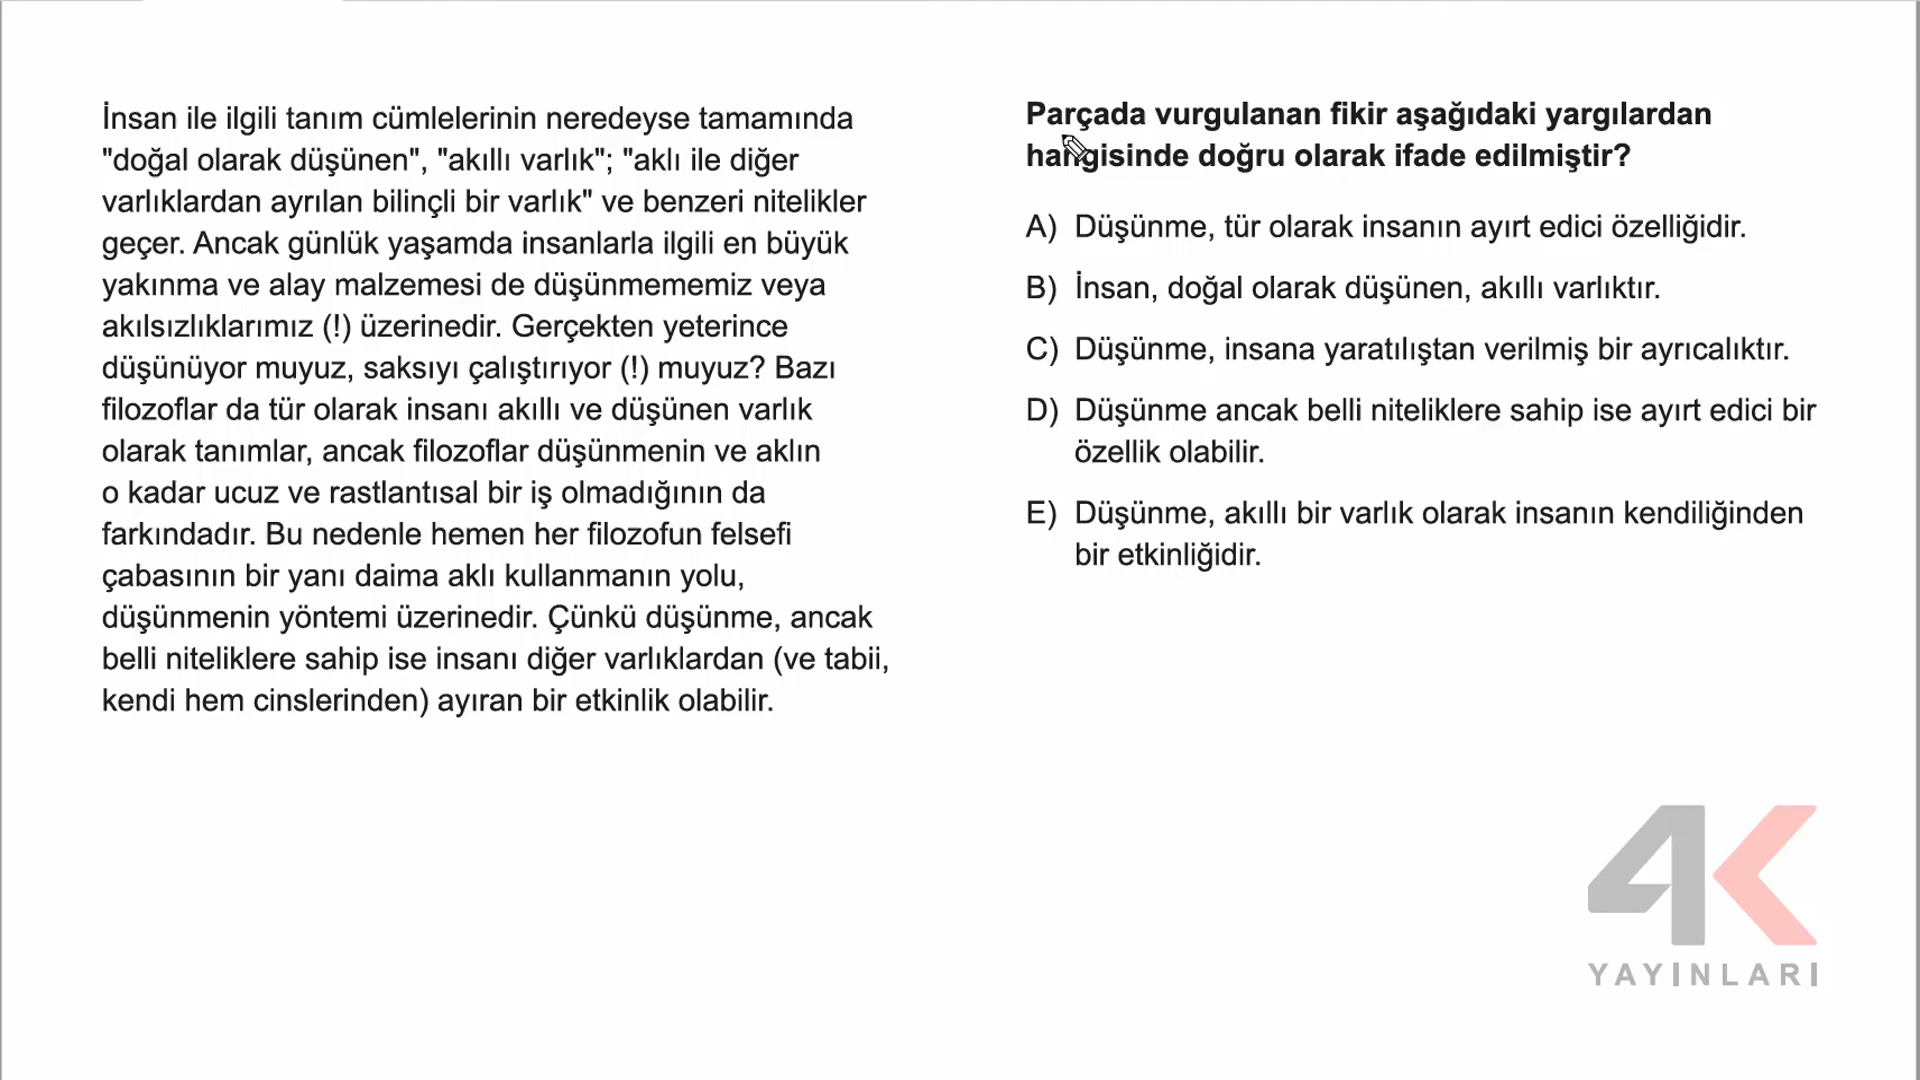 İnsan ile ilgili tanım cümlelerinin neredeyse tamamında
"doğal olarak düşünen", "akıllı varlık"; "aklı ile diğer
varlıklardan ayrılan bilinçli bir varlık" ve benzeri nitelikler
geçer. Ancak günlük yaşamda insanlarla ilgili en büyük
yakınma ve alay malzemesi de düşünmememiz veya
akılsızlıklarımız (!) üzerinedir. Gerçekten yeterince
düşünüyor muyuz, saksıyı çalıştırıyor (!) muyuz? Bazı
filozoflar da tür olarak insanı akıllı ve düşünen varlık
olarak tanımlar, ancak filozoflar düşünmenin ve aklın
o kadar ucuz ve rastlantısal bir iş olmadığının da
farkındadır. Bu nedenle hemen her filozofun felsefi
çabasının bir yanı daima aklı kullanmanın yolu,
düşünmenin yöntemi üzerinedir. Çünkü düşünme, ancak
belli niteliklere sahip ise insanı diğer varlıklardan (ve tabii,
kendi hem cinslerinden) ayıran bir etkinlik olabilir.
Parçada vurgulanan fikir aşağıdaki yargılardan
hangisinde doğru olarak ifade edilmiştir?
A) Düşünme, tür olarak insanın ayırt edici özelliğidir.
B) İnsan, doğal olarak düşünen, akıllı varlıktır.
C) Düşünme, insana yaratılıştan verilmiş bir ayrıcalıktır.
D) Düşünme ancak belli niteliklere sahip ise ayırt edici bir
özellik olabilir.
E) Düşünme, akıllı bir varlık olarak insanın kendiliğinden
bir etkinliğidir.
4K
YAYINLARI